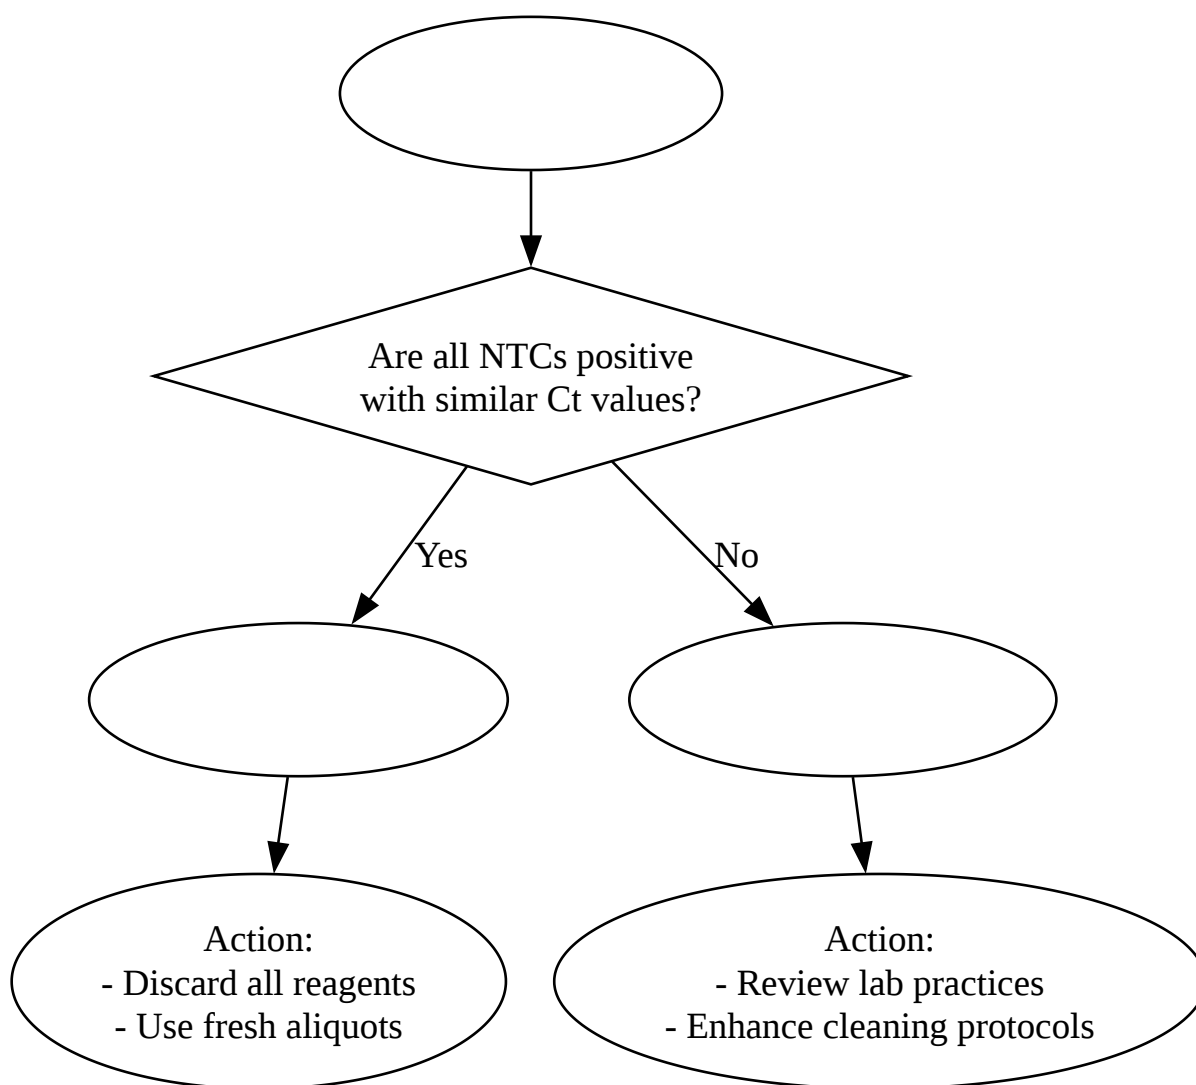 Are all NTCs positive
with similar Ct values?
Yes
No
Action:
- Discard all reagents
- Use fresh aliquots
Action:
- Review lab practices
- Enhance cleaning protocols